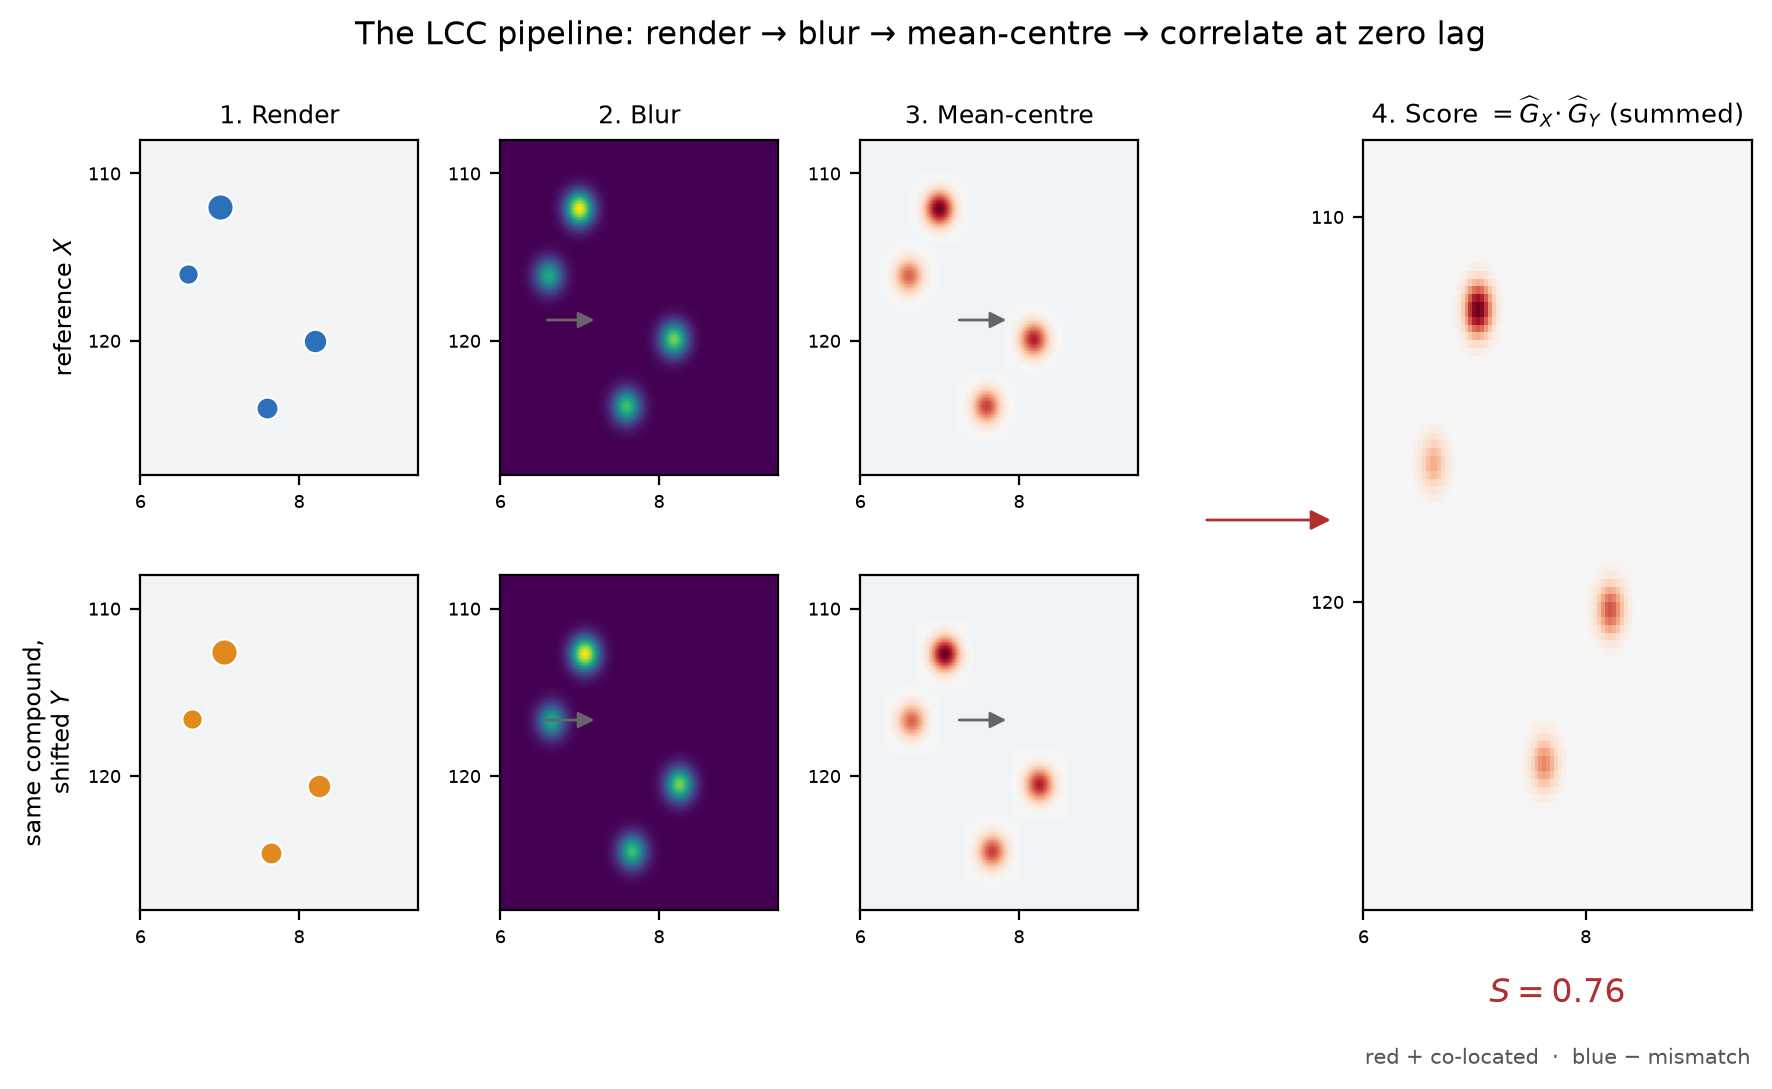 The LCC pipeline: render → blur → mean-centre → correlate at zero lag
1. Render
2. Blur
3. Mean-centre
4. Score = Ĝ_X · Ĝ_Y (summed)
reference X
110
120
6
8
110
120
6
8
110
120
6
8
same compound,
shifted Y
110
120
6
8
110
120
6
8
110
120
6
8
110
120
6
8
S = 0.76
red + co-located · blue − mismatch